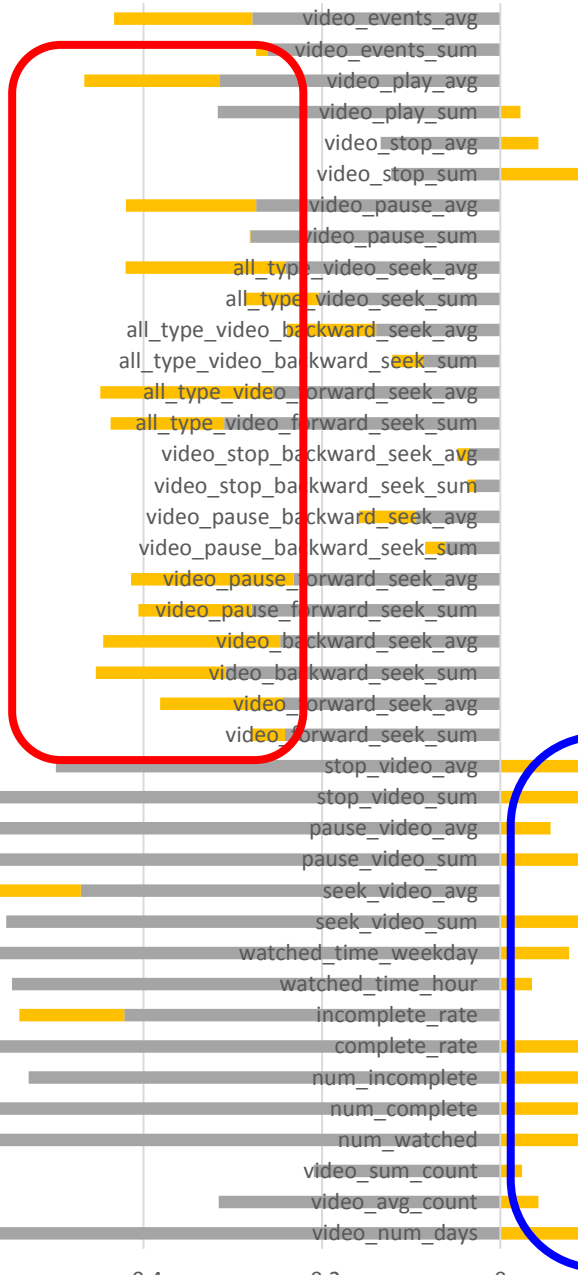 video_events_avg
video_events_sum
video_play_avg
video_play_sum
video_stop_avg
video_stop_sum
video_pause_avg
video_pause_sum
all_type_video_seek_avg
all_type_video_seek_sum
all_type_video_backward_seek_avg
all_type_video_backward_seek_sum
all_type_video_forward_seek_avg
all_type_video_forward_seek_sum
video_stop_backward_seek_avg
video_stop_backward_seek_sum
video_pause_backward_seek_avg
video_pause_backward_seek_sum
video_pause_forward_seek_avg
video_pause_forward_seek_sum
video_backward_seek_avg
video_backward_seek_sum
video_forward_seek_avg
video_forward_seek_sum
stop_video_avg
stop_video_sum
pause_video_avg
pause_video_sum
seek_video_avg
seek_video_sum
watched_time_weekday
watched_time_hour
incomplete_rate
complete_rate
num_incomplete
num_complete
num_watched
video_sum_count
video_avg_count
video_num_days